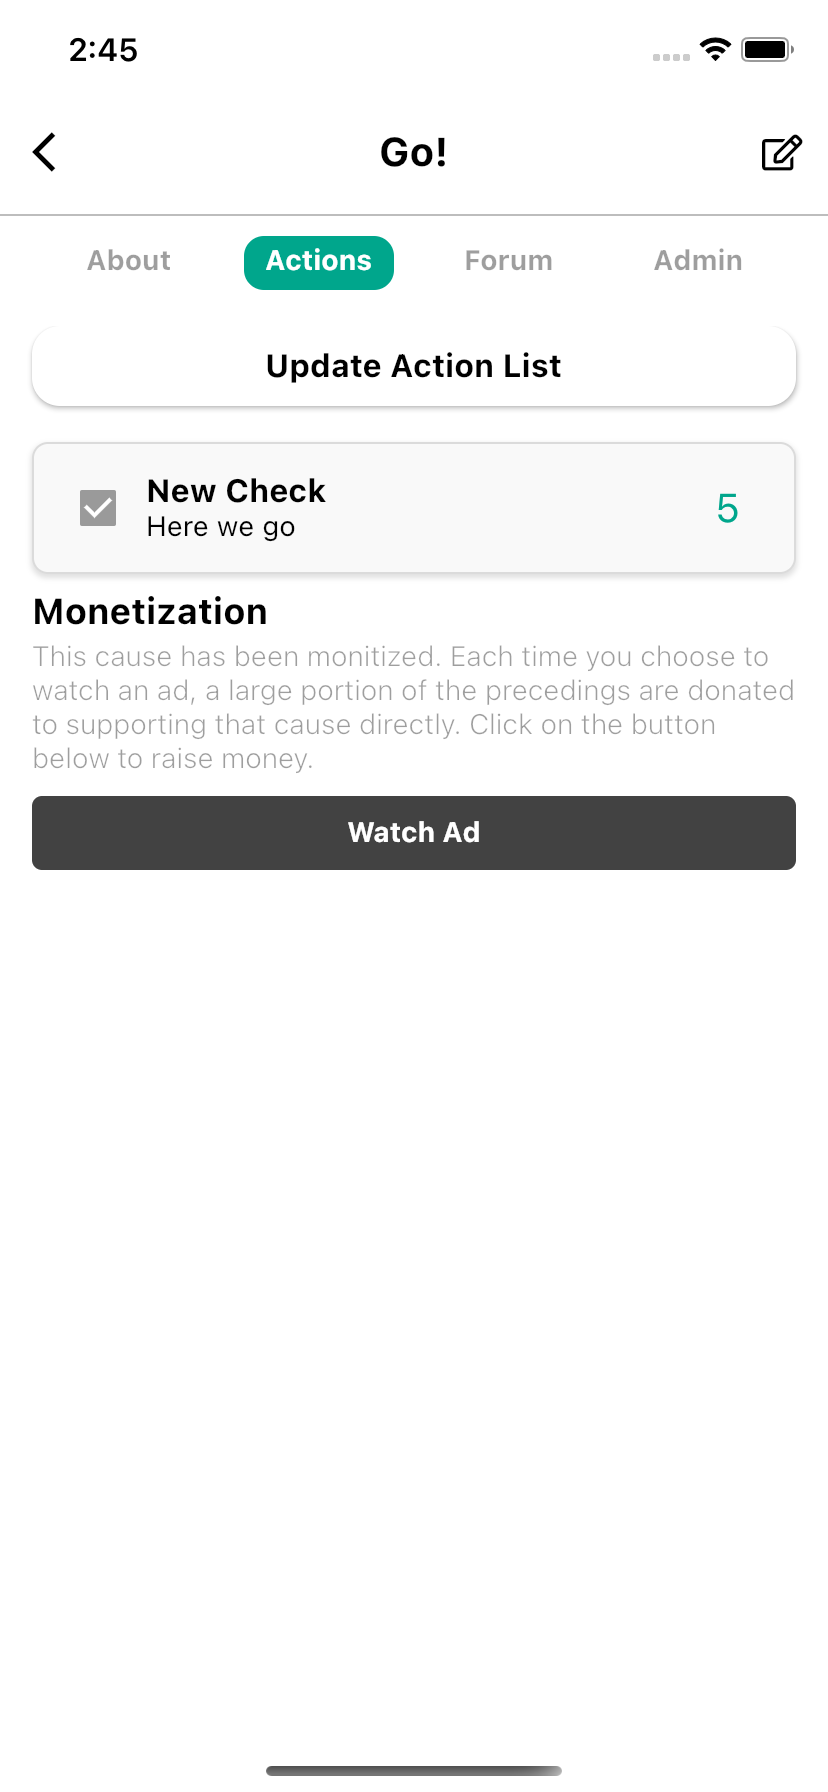 2:45
Go!
About Actions Forum Admin
Update Action List
New Check
Here we go
5
Monetization
This cause has been monitized. Each time you choose to
watch an ad, a large portion of the precedings are donated
to supporting that cause directly. Click on the button
below to raise money.
Watch Ad